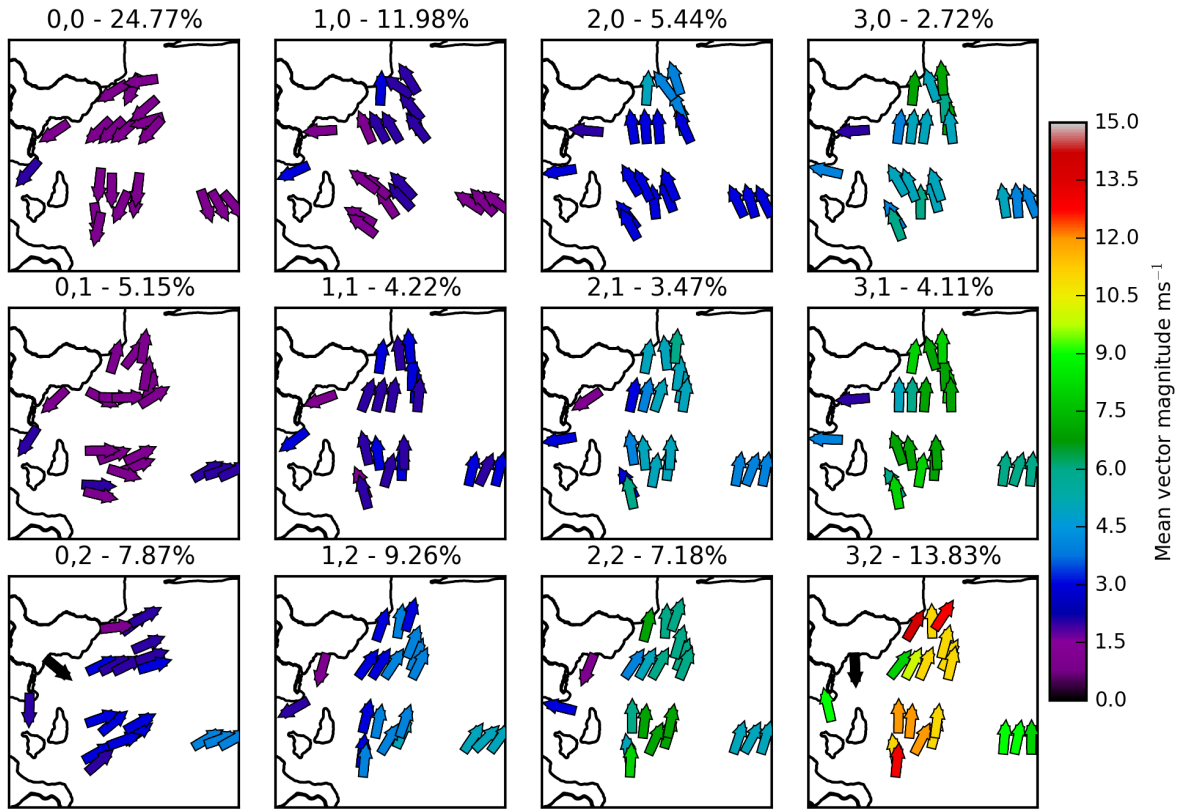 0,0 - 24.77%
1,0 - 11.98%
2,0 - 5.44%
3,0 - 2.72%
0,1 - 5.15%
1,1 - 4.22%
2,1 - 3.47%
3,1 - 4.11%
0,2 - 7.87%
1,2 - 9.26%
2,2 - 7.18%
3,2 - 13.83%
15.0
13.5
12.0
10.5
9.0
7.5
6.0
4.5
3.0
1.5
0.0
Mean vector magnitude ms⁻¹